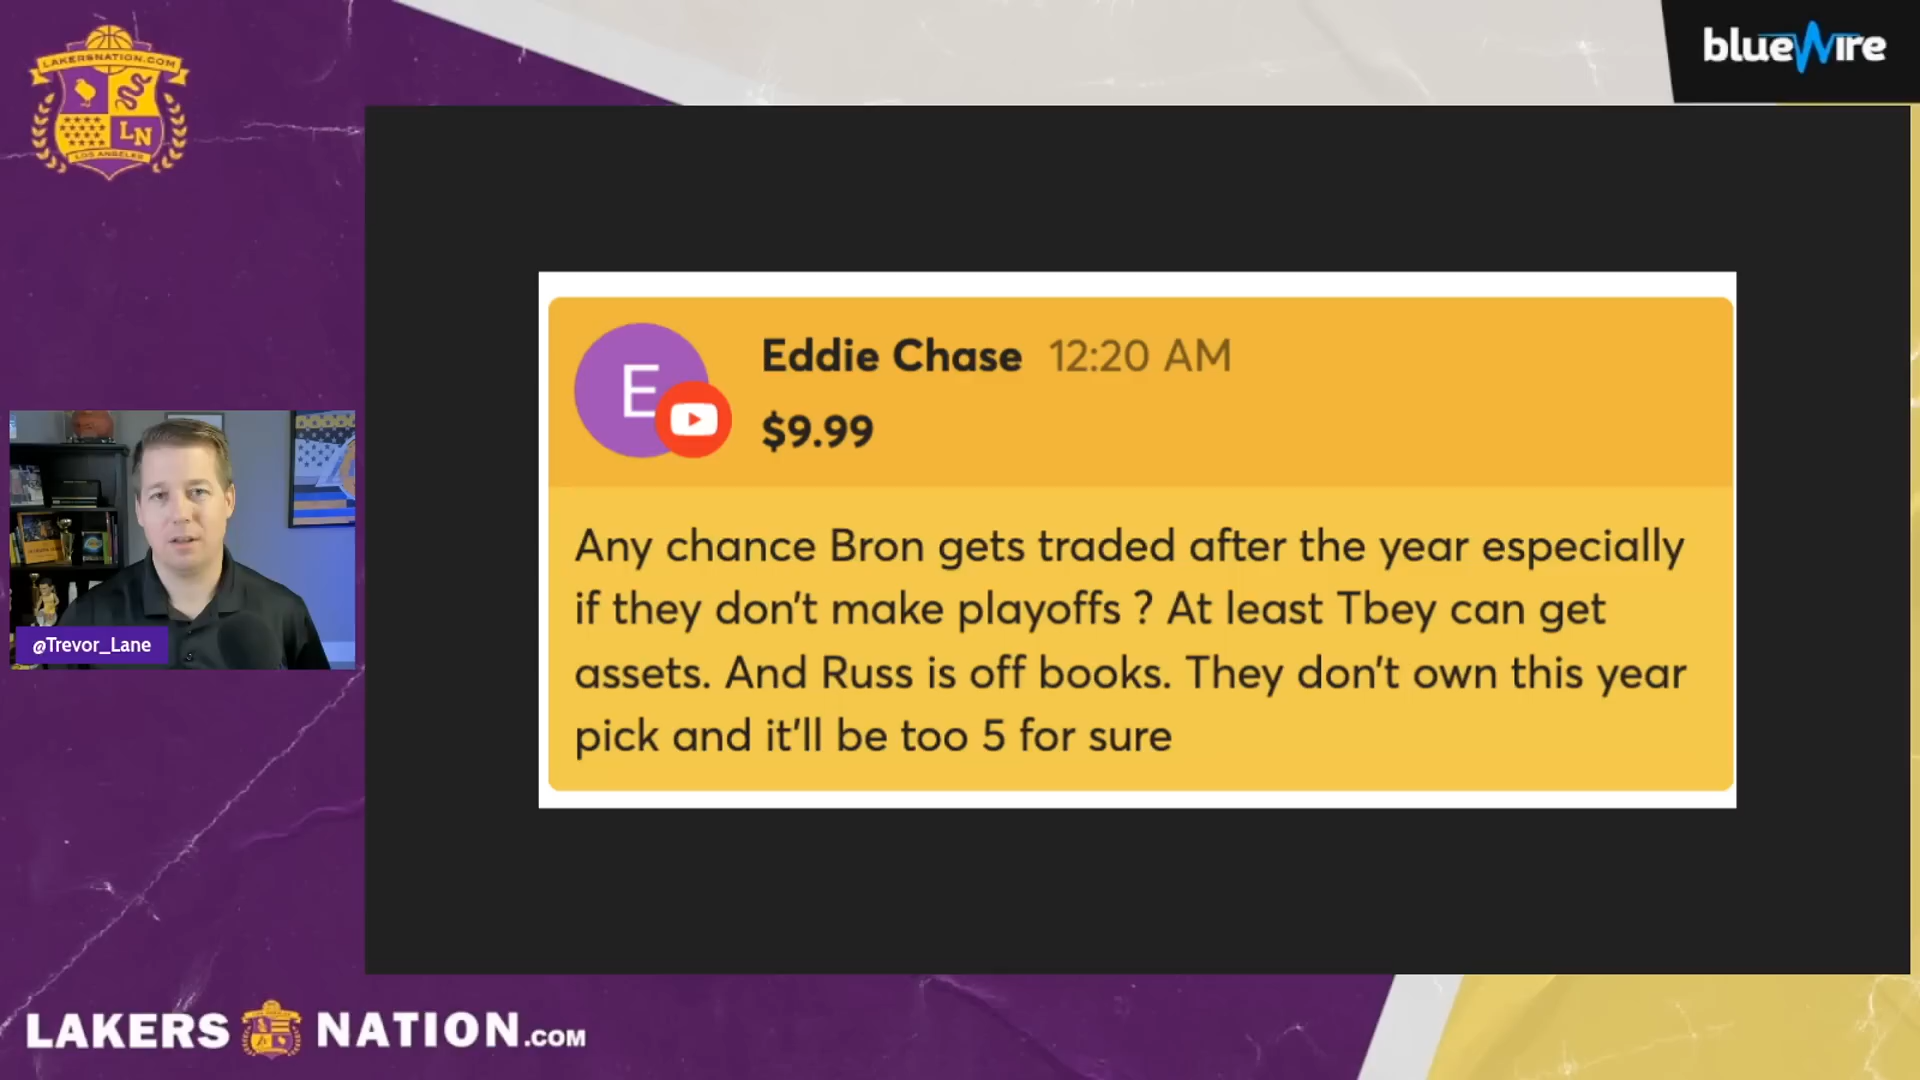 LAKERSNATION.COM
LN
LOS ANGELES
blueWire
Eddie Chase 12:20 AM
E
$9.99
Any chance Bron gets traded after the year especially
if they don't make playoffs ? At least Tbey can get
assets. And Russ is off books. They don't own this year
pick and it'll be too 5 for sure
@Trevor_Lane
LAKERS NATION.COM